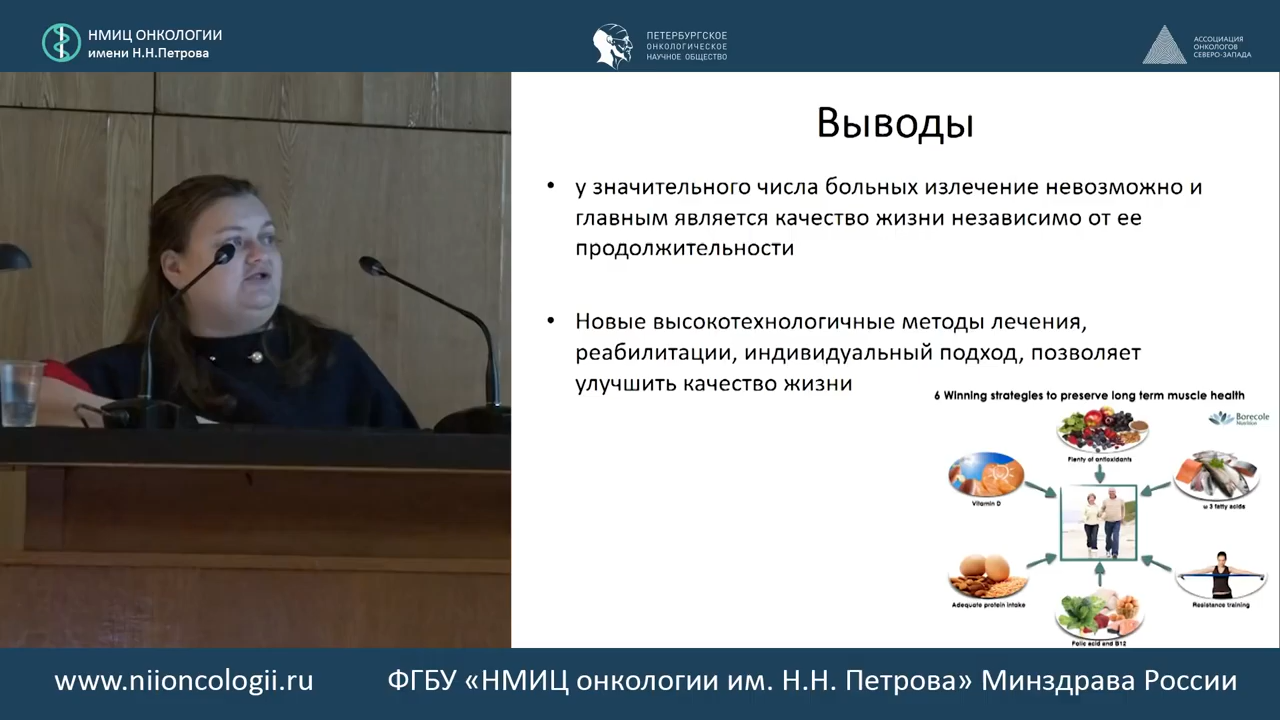 НМИЦ ОНКОЛОГИИ
имени Н.Н.Петрова
ПЕТЕРБУРГСКОЕ
ОНКОЛОГИЧЕСКОЕ
НАУЧНОЕ ОБЩЕСТВО
АССОЦИАЦИЯ
ОНКОЛОГОВ
СЕВЕРО-ЗАПАДА
Выводы
• у значительного числа больных излечение невозможно и
главным является качество жизни независимо от ее
продолжительности
• Новые высокотехнологичные методы лечения,
реабилитации, индивидуальный подход, позволяет
улучшить качество жизни
6 Winning strategies to preserve long term muscle health
Borecole
Nutrition
Plenty of antioxidants
Vitamin D
ω 3 fatty acids
Adequate protein intake
Resistance training
Folic acid and B12
www.niioncologii.ru
ФГБУ «НМИЦ онкологии им. Н.Н. Петрова» Минздрава России